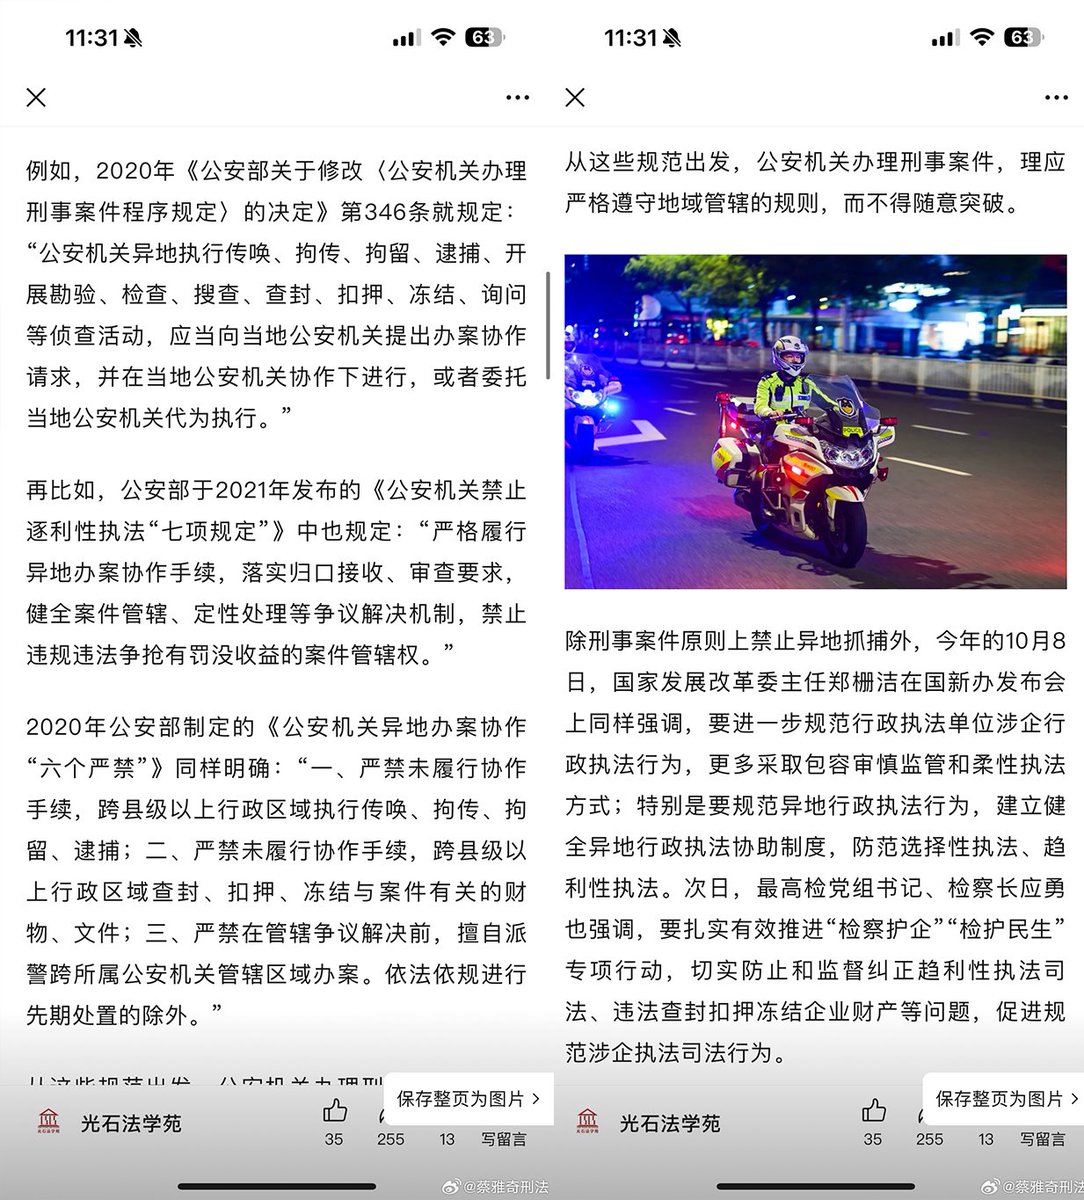 11:31
63
例如，2020年《公安部关于修改〈公安机关办理
刑事案件程序规定〉的决定》第346条就规定：
“公安机关异地执行传唤、拘传、拘留、逮捕、开
展勘验、检查、搜查、查封、扣押、冻结、询问
等侦查活动，应当向当地公安机关提出办案协作
请求，并在当地公安机关协作下进行，或者委托
当地公安机关代为执行。”
再比如，公安部于2021年发布的《公安机关禁止
逐利性执法“七项规定”》中也规定：“严格履行
异地办案协作手续，落实归口接收、审查要求，
健全案件管辖、定性处理等争议解决机制，禁止
违规违法争抢有罚没收益的案件管辖权。”
2020年公安部制定的《公安机关异地办案协作
“六个严禁”》同样明确：“一、严禁未履行协作
手续，跨县级以上行政区域执行传唤、拘传、拘
留、逮捕；二、严禁未履行协作手续，跨县级以
上行政区域查封、扣押、冻结与案件有关的财
物、文件；三、严禁在管辖争议解决前，擅自派
警跨所属公安机关管辖区域办案。依法依规进行
先期处置的除外。”
从这些规范出发，公安机关办理刑
保存整页为图片
光石法学苑
35
255
13
写留言
@蔡雅奇刑法
11:31
63
从这些规范出发，公安机关办理刑事案件，理应
严格遵守地域管辖的规则，而不得随意突破。
POLICE
除刑事案件原则上禁止异地抓捕外，今年的10月8
日，国家发展改革委主任郑栅洁在国新办发布会
上同样强调，要进一步规范行政执法单位涉企行
政执法行为，更多采取包容审慎监管和柔性执法
方式；特别是要规范异地行政执法行为，建立健
全异地行政执法协助制度，防范选择性执法、趋
利性执法。次日，最高检党组书记、检察长应勇
也强调，要扎实有效推进“检察护企”“检护民生”
专项行动，切实防止和监督纠正趋利性执法司
法、违法查封扣押冻结企业财产等问题，促进规
范涉企执法司法行为。
保存整页为图片
光石法学苑
35
255
13
写留言
@蔡雅奇刑法